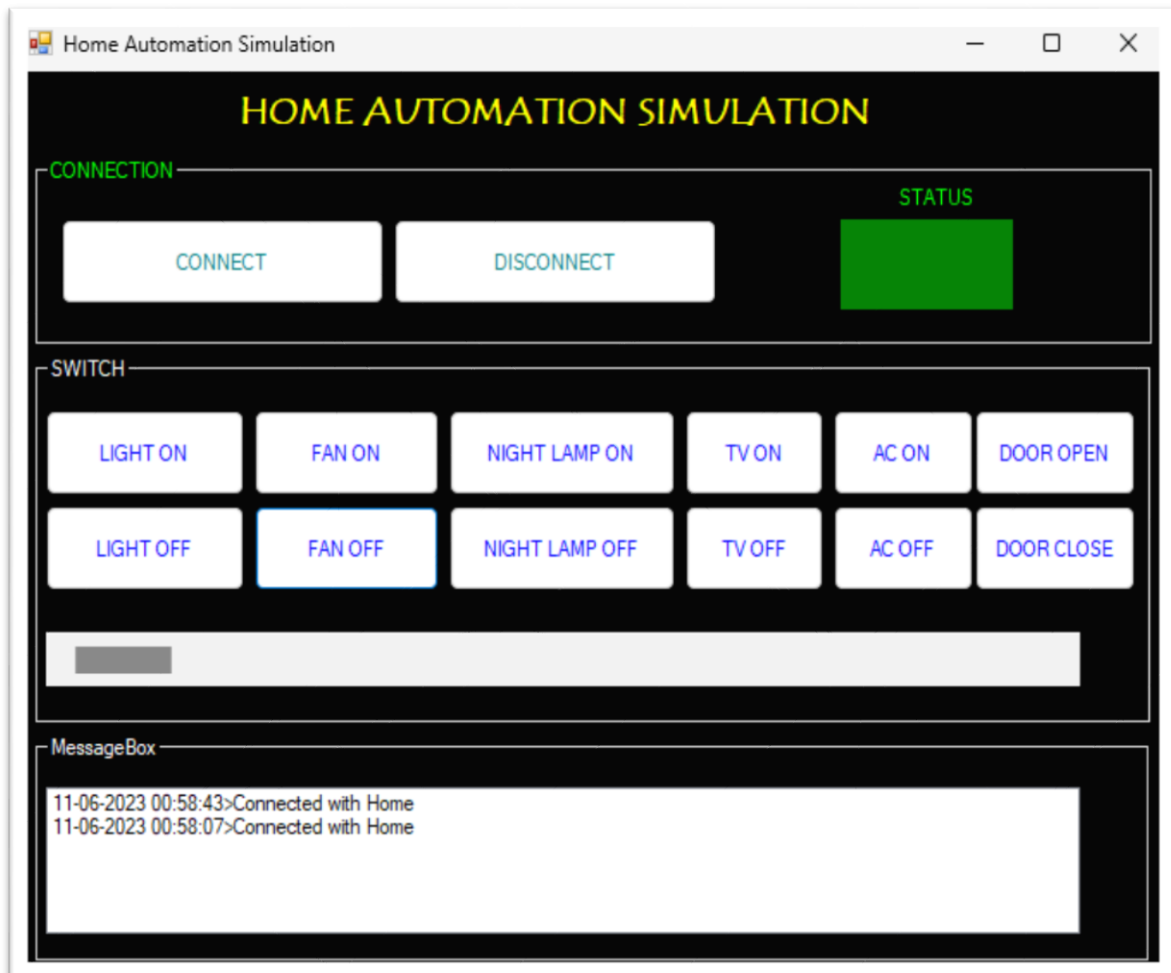 Home Automation Simulation
HOME AUTOMATION SIMULATION
CONNECTION
STATUS
CONNECT DISCONNECT
SWITCH
LIGHT ON FAN ON NIGHT LAMP ON TV ON AC ON DOOR OPEN
LIGHT OFF FAN OFF NIGHT LAMP OFF TV OFF AC OFF DOOR CLOSE
MessageBox
11-06-2023 00:58:43>Connected with Home
11-06-2023 00:58:07>Connected with Home